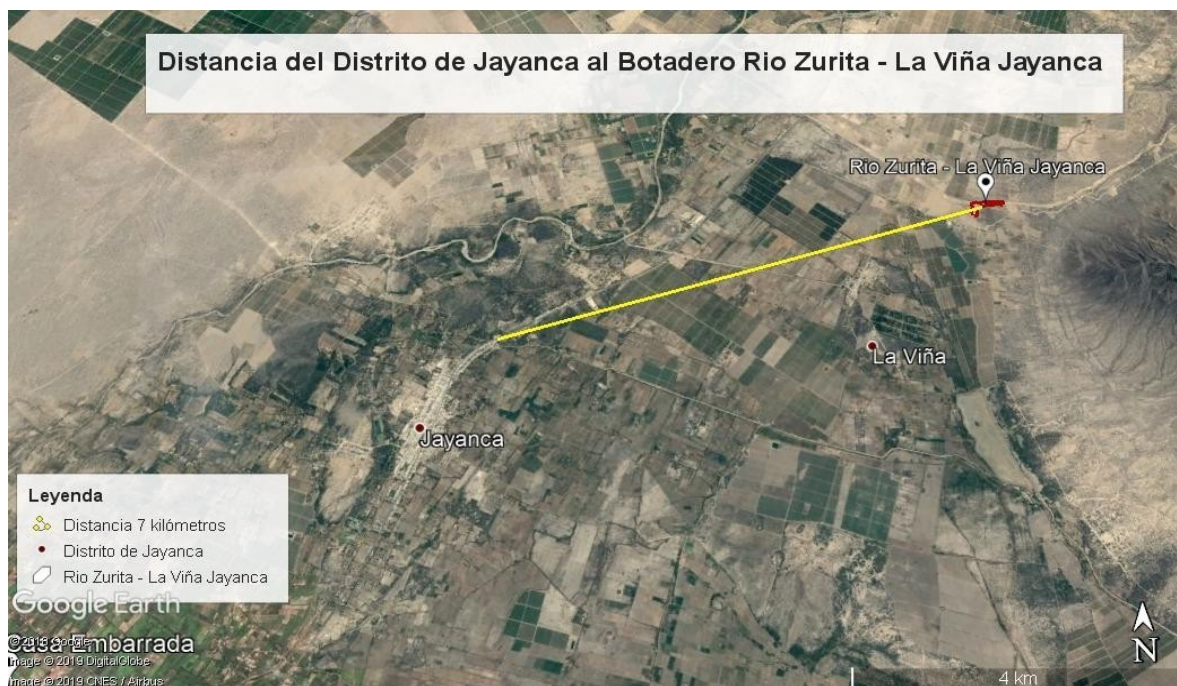 Distancia del Distrito de Jayanca al Botadero Rio Zurita - La Viña Jayanca
Rio Zurita - La Viña Jayanca
La Viña
Jayanca
Leyenda
Distancia 7 kilómetros
Distrito de Jayanca
Rio Zurita - La Viña Jayanca
Google Earth
Casa Embarrada
Google
Image © 2019 DigitalGlobe
Image © 2019 CNES / Airbus
N
4 km